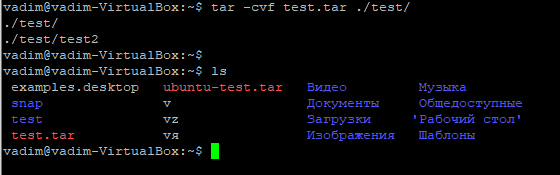 vadim@vadim-VirtualBox:~$ tar -cvf test.tar ./test/
./test/
./test/test2
vadim@vadim-VirtualBox:~$
vadim@vadim-VirtualBox:~$ ls
examples.desktop ubuntu-test.tar Видео Музыка
snap v Документы Общедоступные
test vz Загрузки 'Рабочий стол'
test.tar vя Изображения Шаблоны
vadim@vadim-VirtualBox:~$